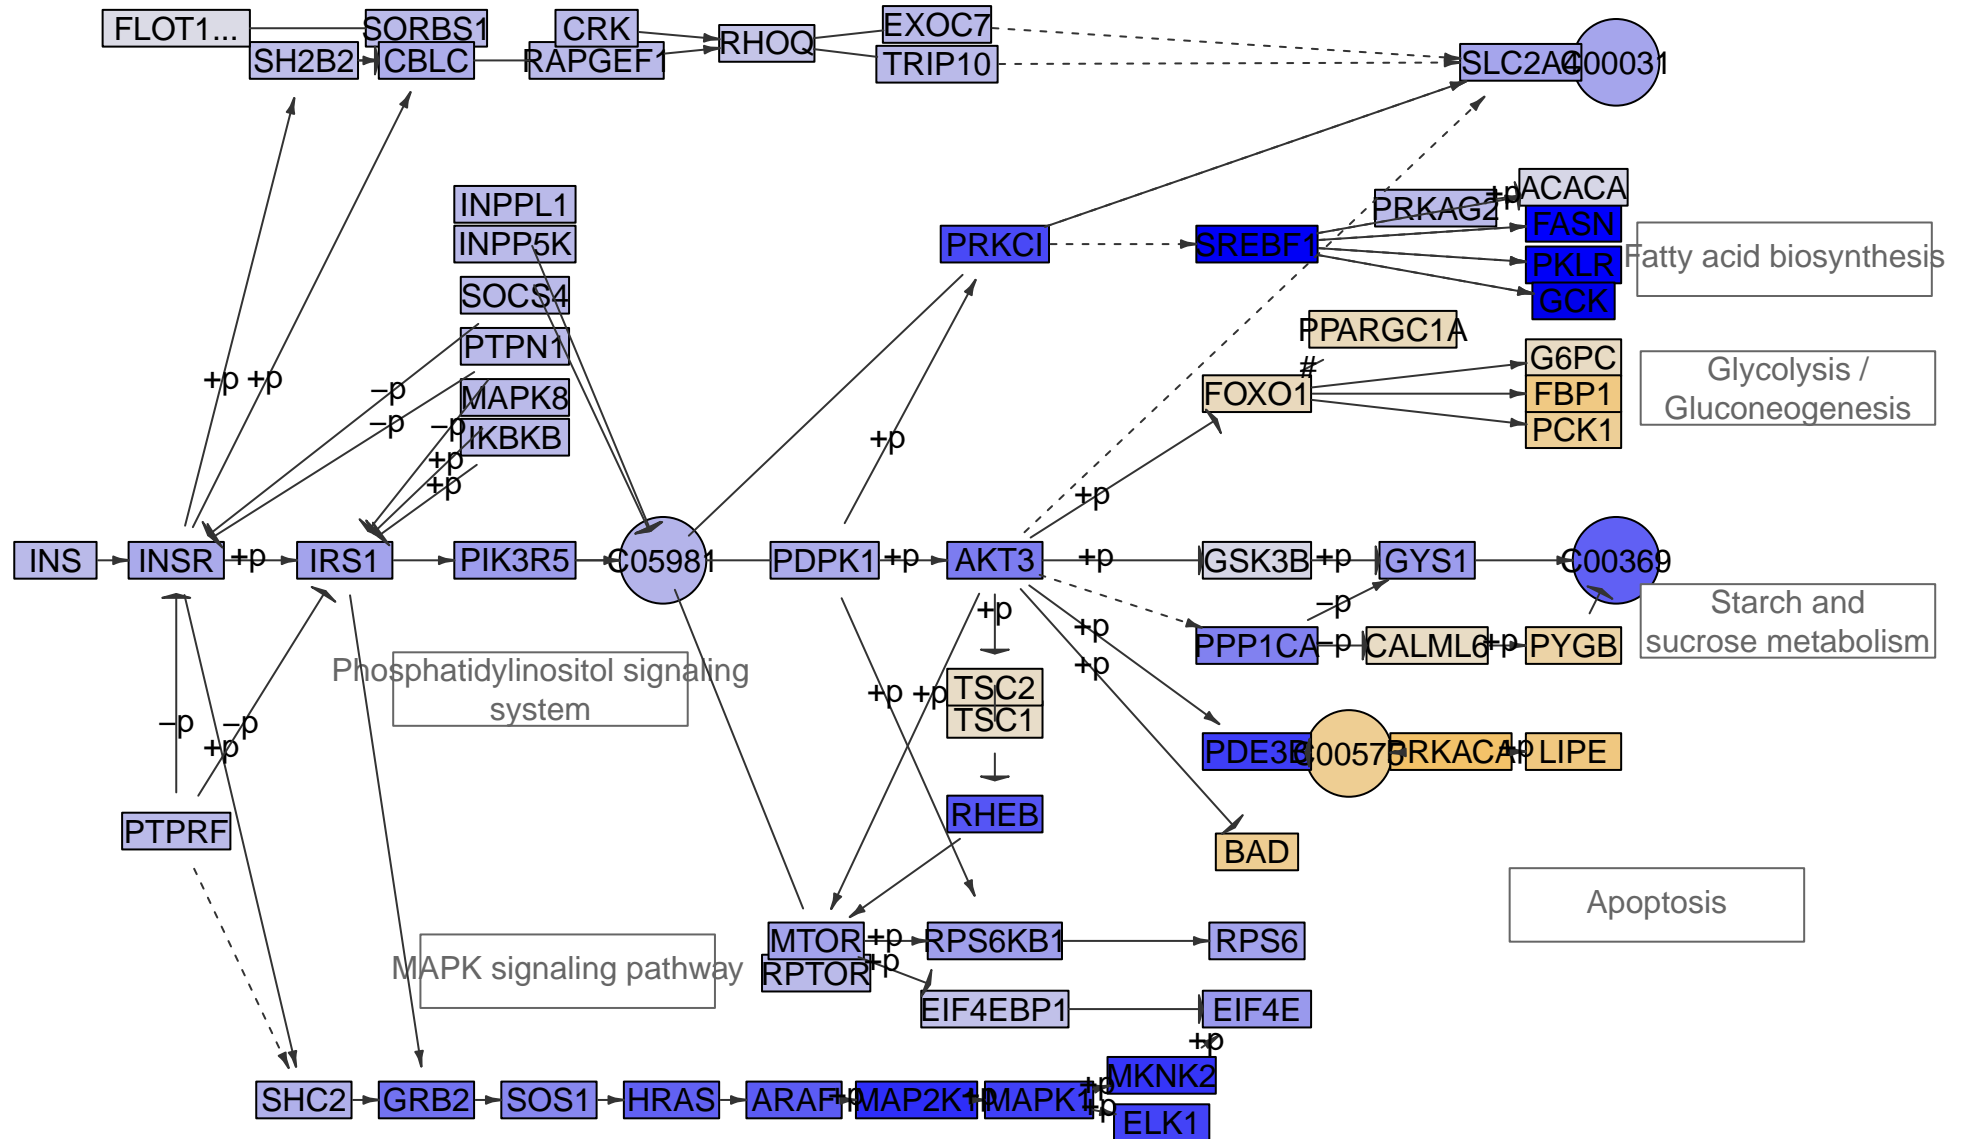 FLOT1...
SORBS1
CRK
EXOC7
SH2B2
CBLC
RAPGEF1
RHOQ
TRIP10
SLC2A4
C00031
INPPL1
INPP5K
SOCS4
PTPN1
MAPK8
IKBKB
PRKCI
SREBF1
PRKAG2
+p
ACACA
FASN
PKLR
GCK
Fatty acid biosynthesis
PPARGC1A
#
FOXO1
G6PC
FBP1
PCK1
Glycolysis /
Gluconeogenesis
+p
+p
−p
−p
−p
+p
+p
+p
+p
INS
INSR
+p
IRS1
PIK3R5
C05981
PDPK1
+p
AKT3
+p
GSK3B
+p
GYS1
C00369
Starch and
sucrose metabolism
+p
+p
−p
PPP1CA
−p
CALML6
+p
PYGB
+p
Phosphatidylinositol signaling
system
−p
−p
+p
+p
+p
TSC2
TSC1
PDE3B
C00575
PRKACA
+p
LIPE
PTPRF
RHEB
BAD
Apoptosis
MAPK signaling pathway
MTOR
RPTOR
+p
+p
RPS6KB1
RPS6
EIF4EBP1
EIF4E
+p
SHC2
GRB2
SOS1
HRAS
ARAF
+p
MAP2K1
+p
MAPK1
+p
+p
MKNK2
ELK1